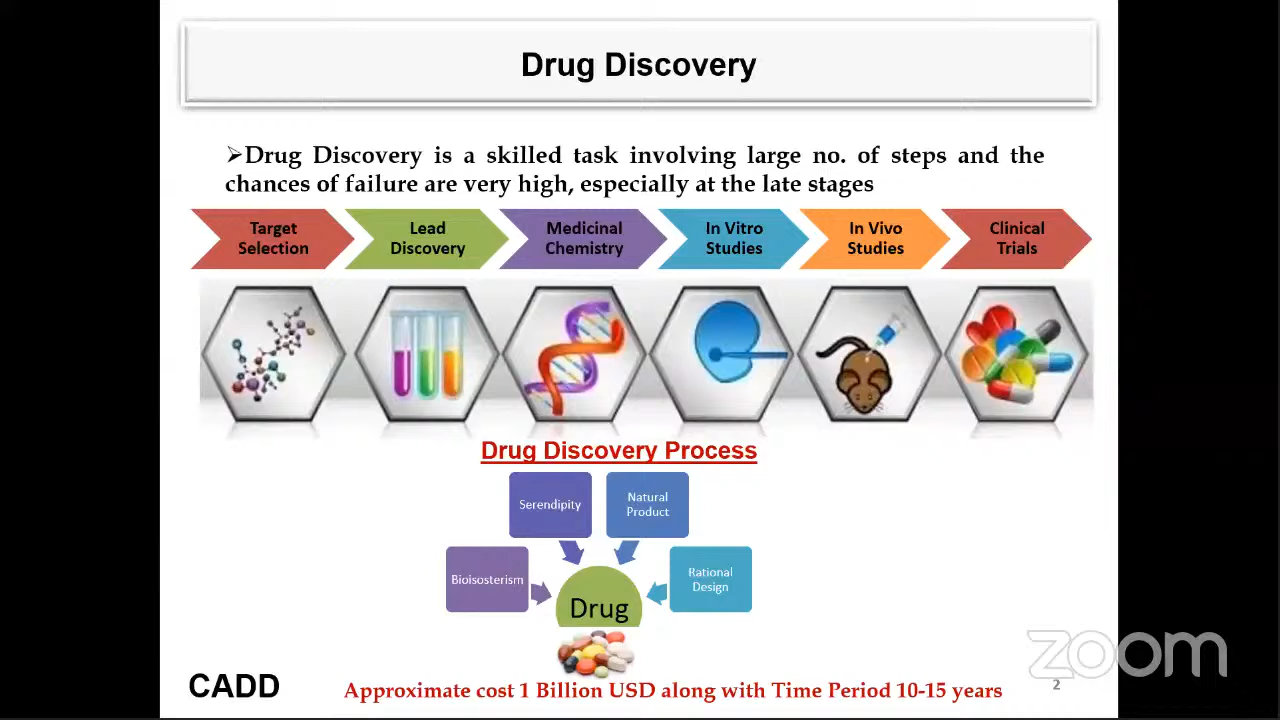 Drug Discovery
➢Drug Discovery is a skilled task involving large no. of steps and the
chances of failure are very high, especially at the late stages
Target
Selection
Lead
Discovery
Medicinal
Chemistry
In Vitro
Studies
In Vivo
Studies
Clinical
Trials
Drug Discovery Process
Serendipity
Natural
Product
Bioisosterism
Rational
Design
Drug
CADD
Approximate cost 1 Billion USD along with Time Period 10-15 years
zoom
2